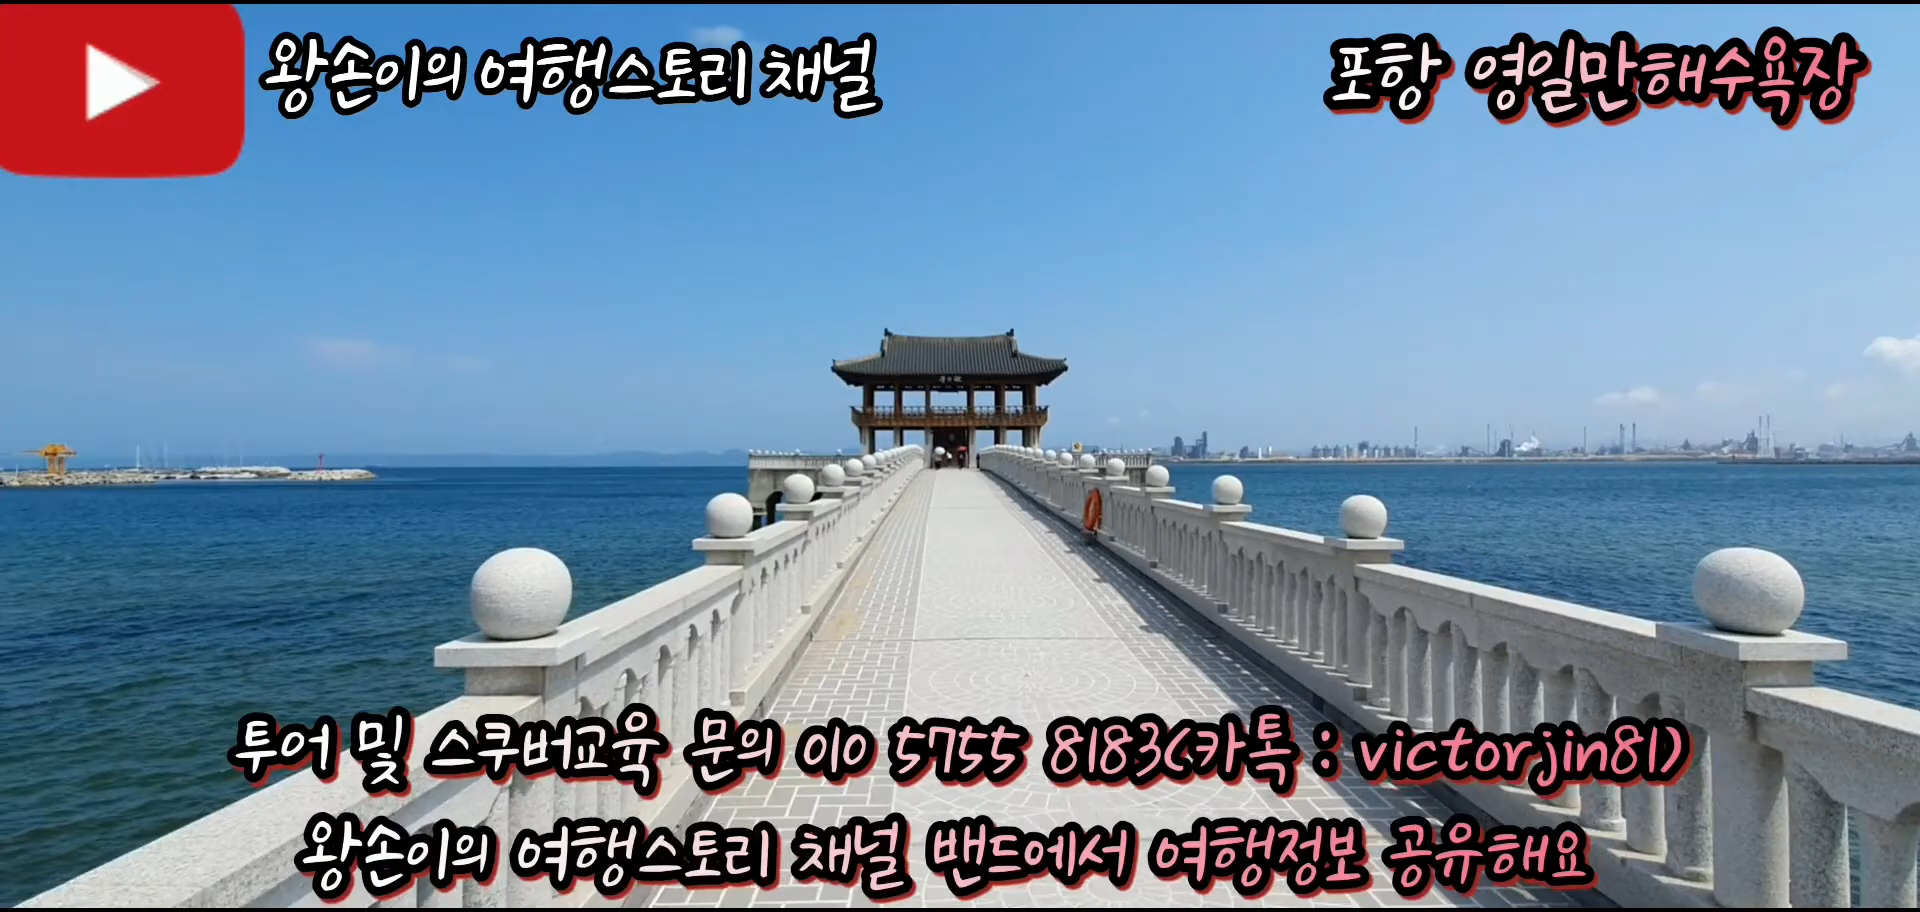 왕손이의 여행스토리 채널
포항 영일만해수욕장
투어 및 스쿠버교육 문의 010 5755 8183(카톡 : victorjin81)
왕손이의 여행스토리 채널 밴드에서 여행정보 공유해요